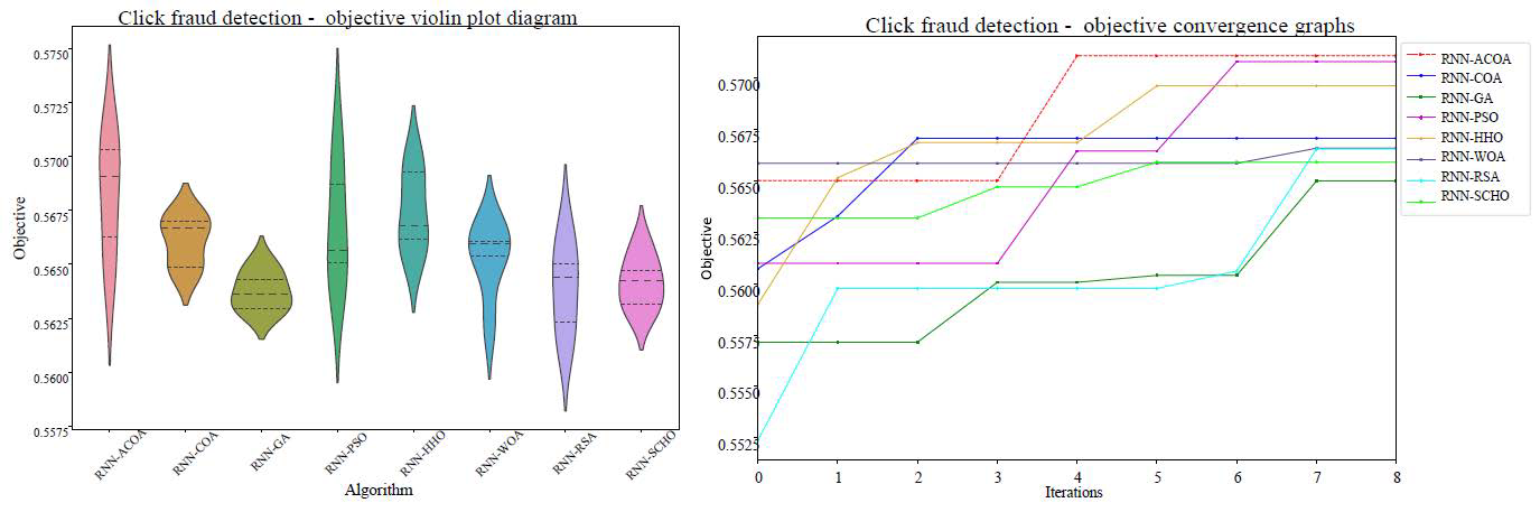 Click fraud detection - objective violin plot diagram
Objective
0.5750
0.5725
0.5700
0.5675
0.5650
0.5625
0.5600
0.5575
RNN-ACOA
RNN-COA
RNN-GA
RNN-PSO
RNN-HHO
RNN-WOA
RNN-RSA
RNN-SCHO
Algorithm
Click fraud detection - objective convergence graphs
Objective
0.5700
0.5675
0.5650
0.5625
0.5600
0.5575
0.5550
0.5525
0 1 2 3 4 5 6 7 8
Iterations
RNN-ACOA
RNN-COA
RNN-GA
RNN-PSO
RNN-HHO
RNN-WOA
RNN-RSA
RNN-SCHO